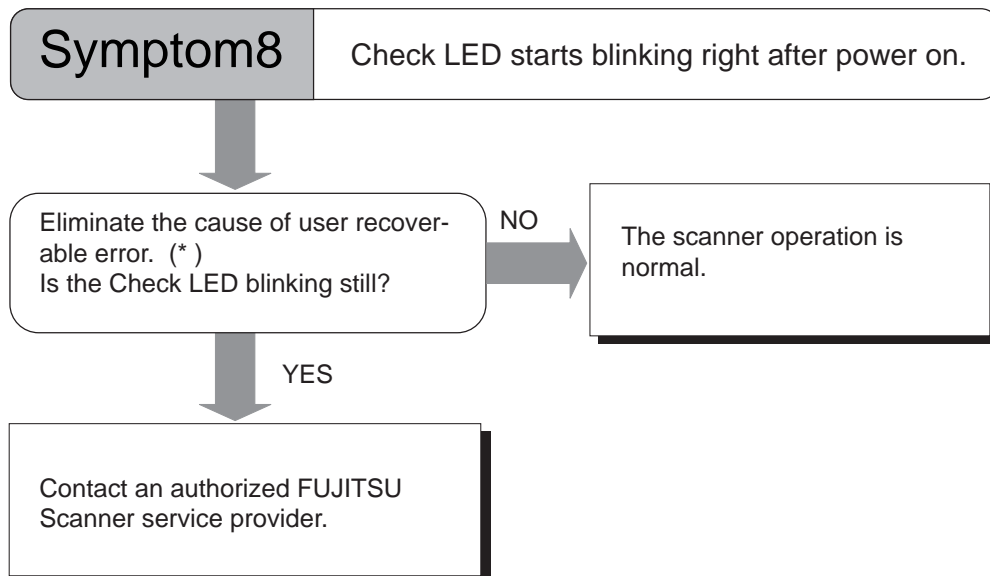 Symptom8
Check LED starts blinking right after power on.
Eliminate the cause of user recover-
able error. (* )
Is the Check LED blinking still?
NO
The scanner operation is
normal.
YES
Contact an authorized FUJITSU
Scanner service provider.